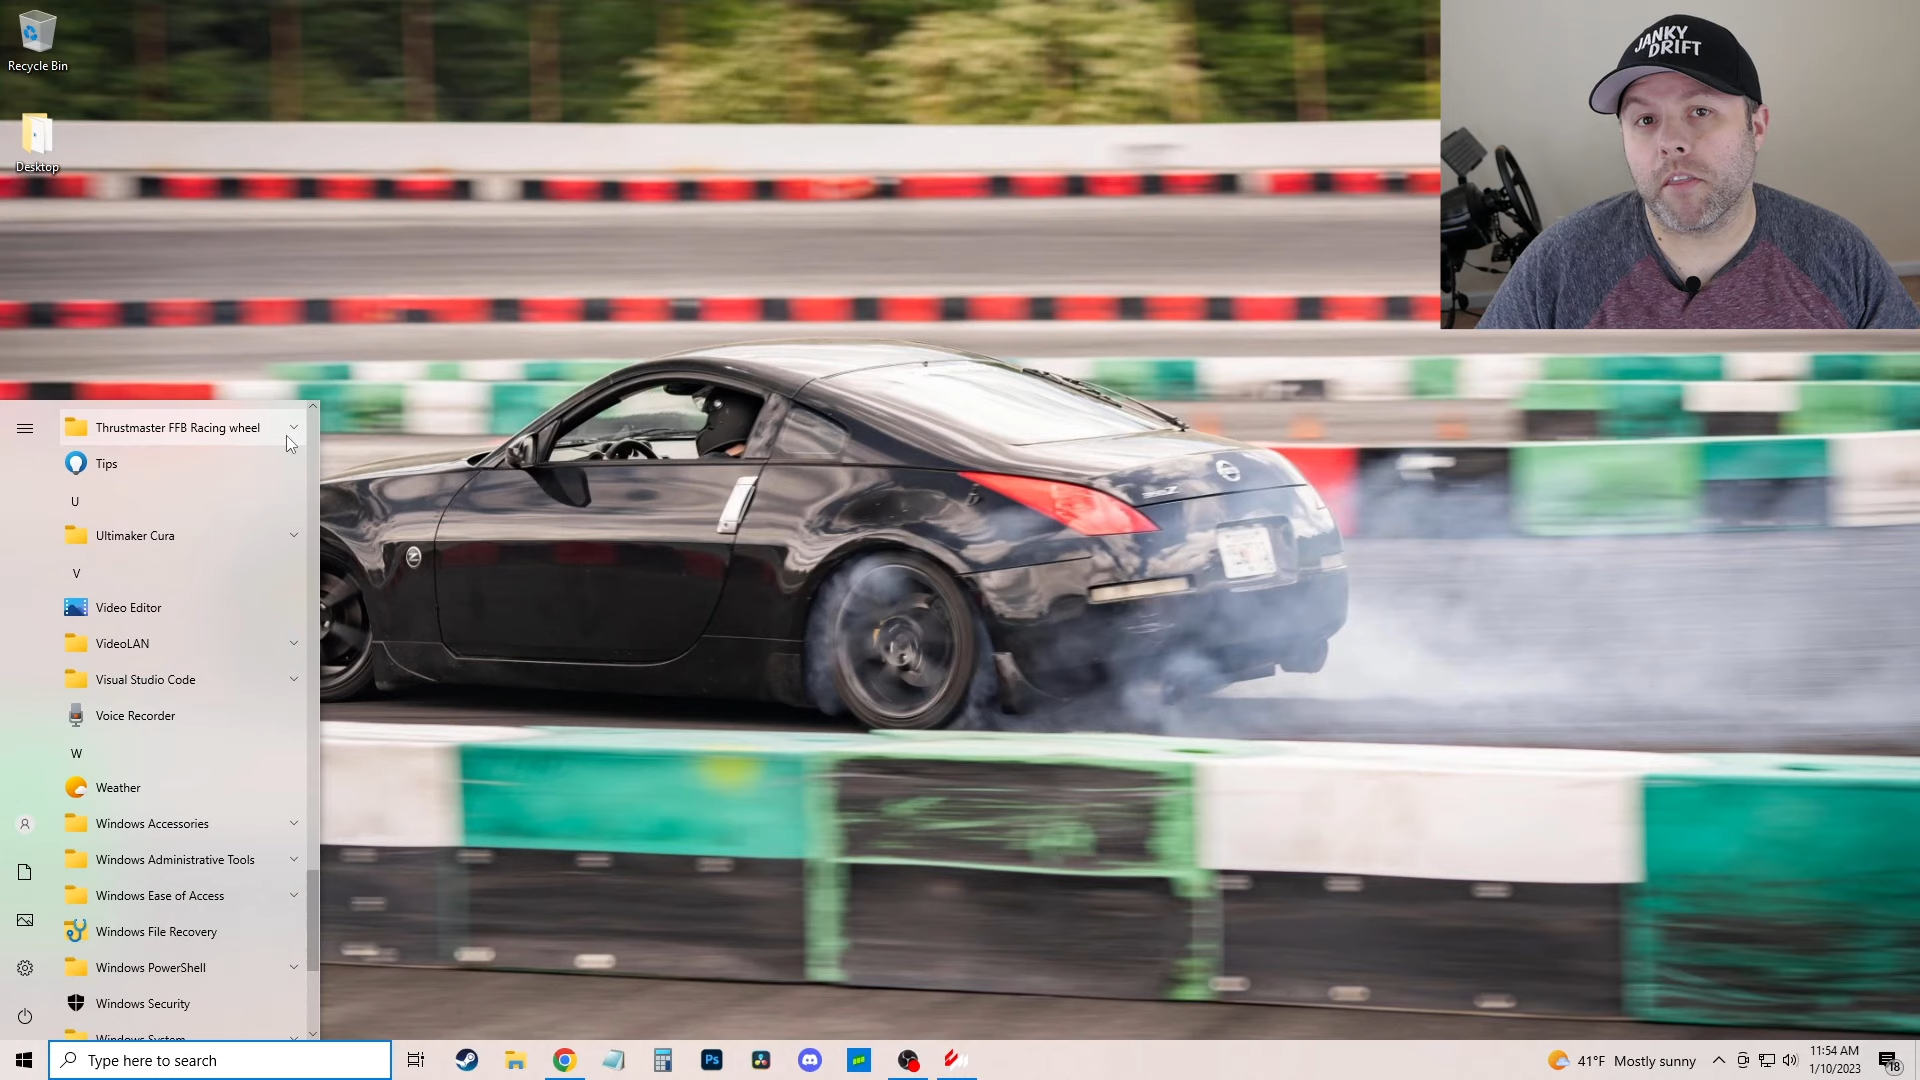 Recycle Bin
Desktop
JANKY
DRIFT
Thrustmaster FFB Racing wheel
Tips
U
Ultimaker Cura
V
Video Editor
VideoLAN
Visual Studio Code
Voice Recorder
W
Weather
Windows Accessories
Windows Administrative Tools
Windows Ease of Access
Windows File Recovery
Windows PowerShell
Windows Security
Windows System
Type here to search
Ps
41°F Mostly sunny
11:54 AM
1/10/2023
18